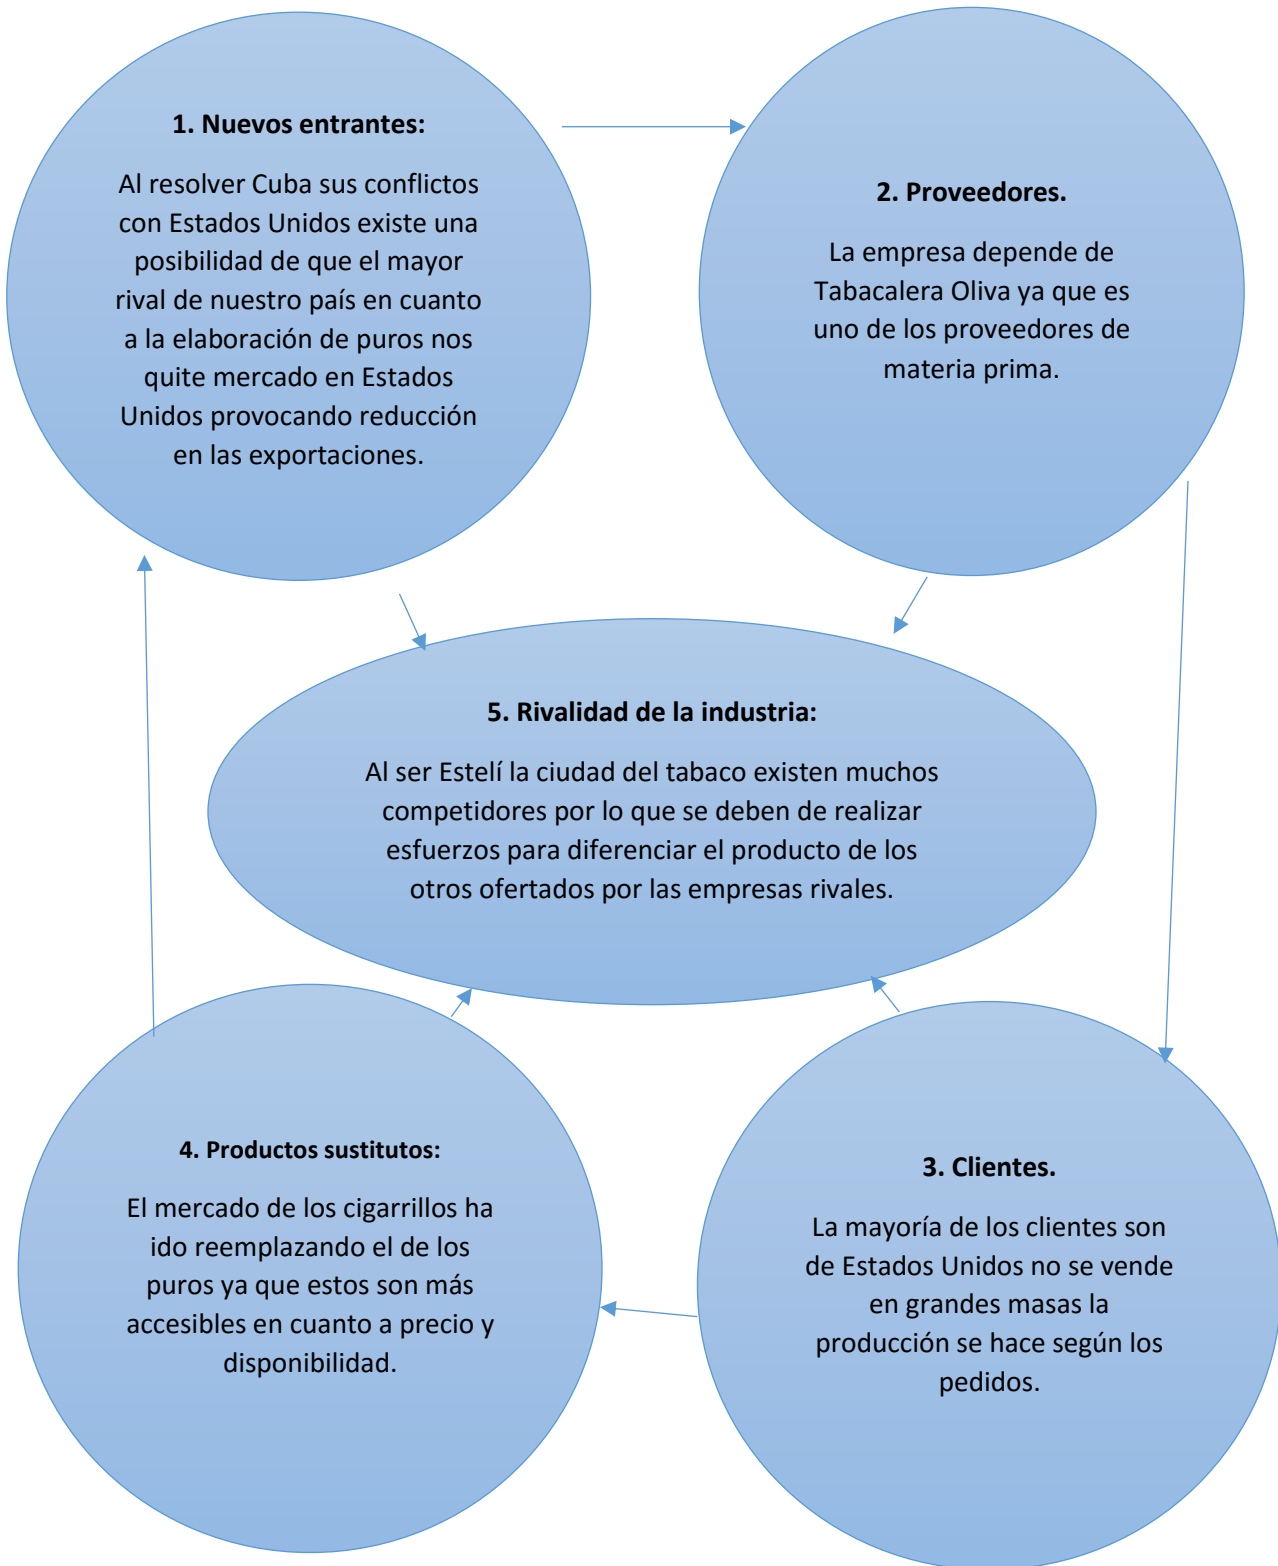 1. Nuevos entrantes:
Al resolver Cuba sus conflictos
con Estados Unidos existe una
posibilidad de que el mayor
rival de nuestro país en cuanto
a la elaboración de puros nos
quite mercado en Estados
Unidos provocando reducción
en las exportaciones.
2. Proveedores.
La empresa depende de
Tabacalera Oliva ya que es
uno de los proveedores de
materia prima.
5. Rivalidad de la industria:
Al ser Estelí la ciudad del tabaco existen muchos
competidores por lo que se deben de realizar
esfuerzos para diferenciar el producto de los
otros ofertados por las empresas rivales.
4. Productos sustitutos:
El mercado de los cigarrillos ha
ido reemplazando el de los
puros ya que estos son más
accesibles en cuanto a precio y
disponibilidad.
3. Clientes.
La mayoría de los clientes son
de Estados Unidos no se vende
en grandes masas la
producción se hace según los
pedidos.